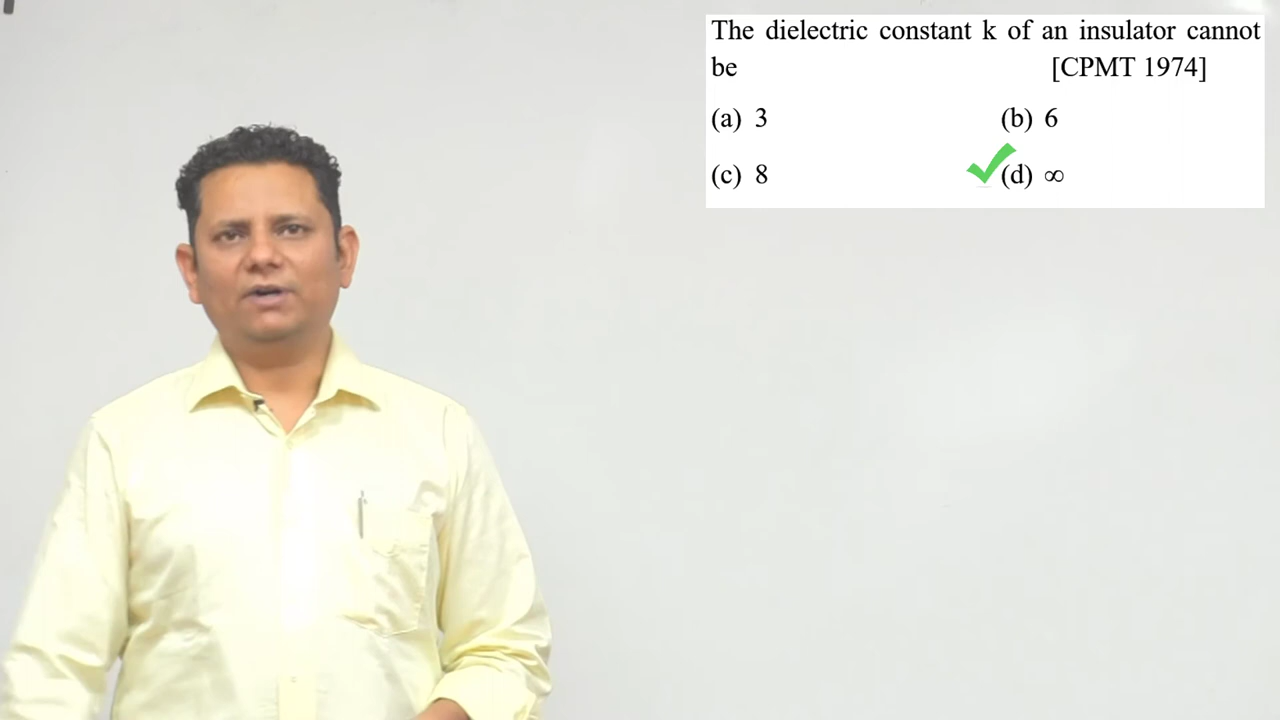 The dielectric constant k of an insulator cannot
be [CPMT 1974]
(a) 3 (b) 6
(c) 8 (d) ∞